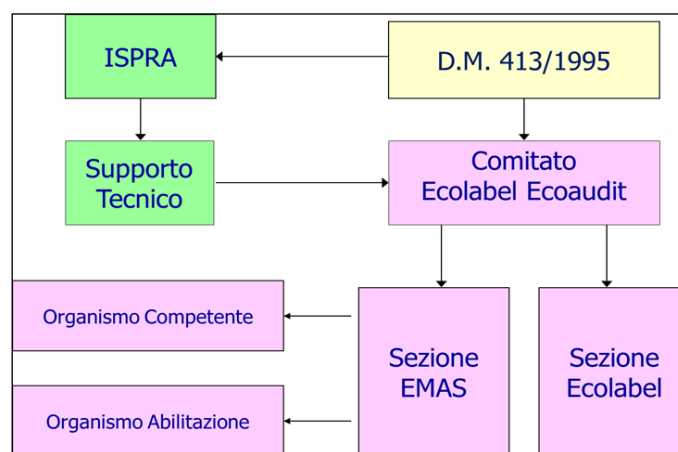 ISPRA
D.M. 413/1995
Supporto
Tecnico
Comitato
Ecolabel Ecoaudit
Organismo Competente
Sezione
EMAS
Sezione
Ecolabel
Organismo Abilitazione